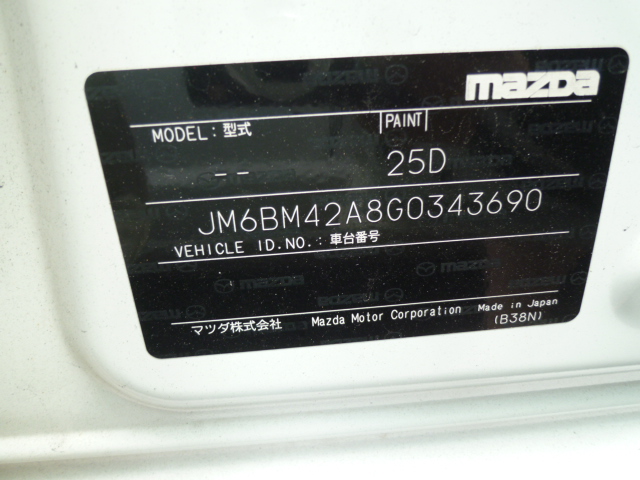 mazda
MODEL:型式 PAINT
-- 25D
JM6BM42A8G0343690
VEHICLE ID.NO.:車台番号
マツダ株式会社 Mazda Motor Corporation Made in Japan
(B38N)